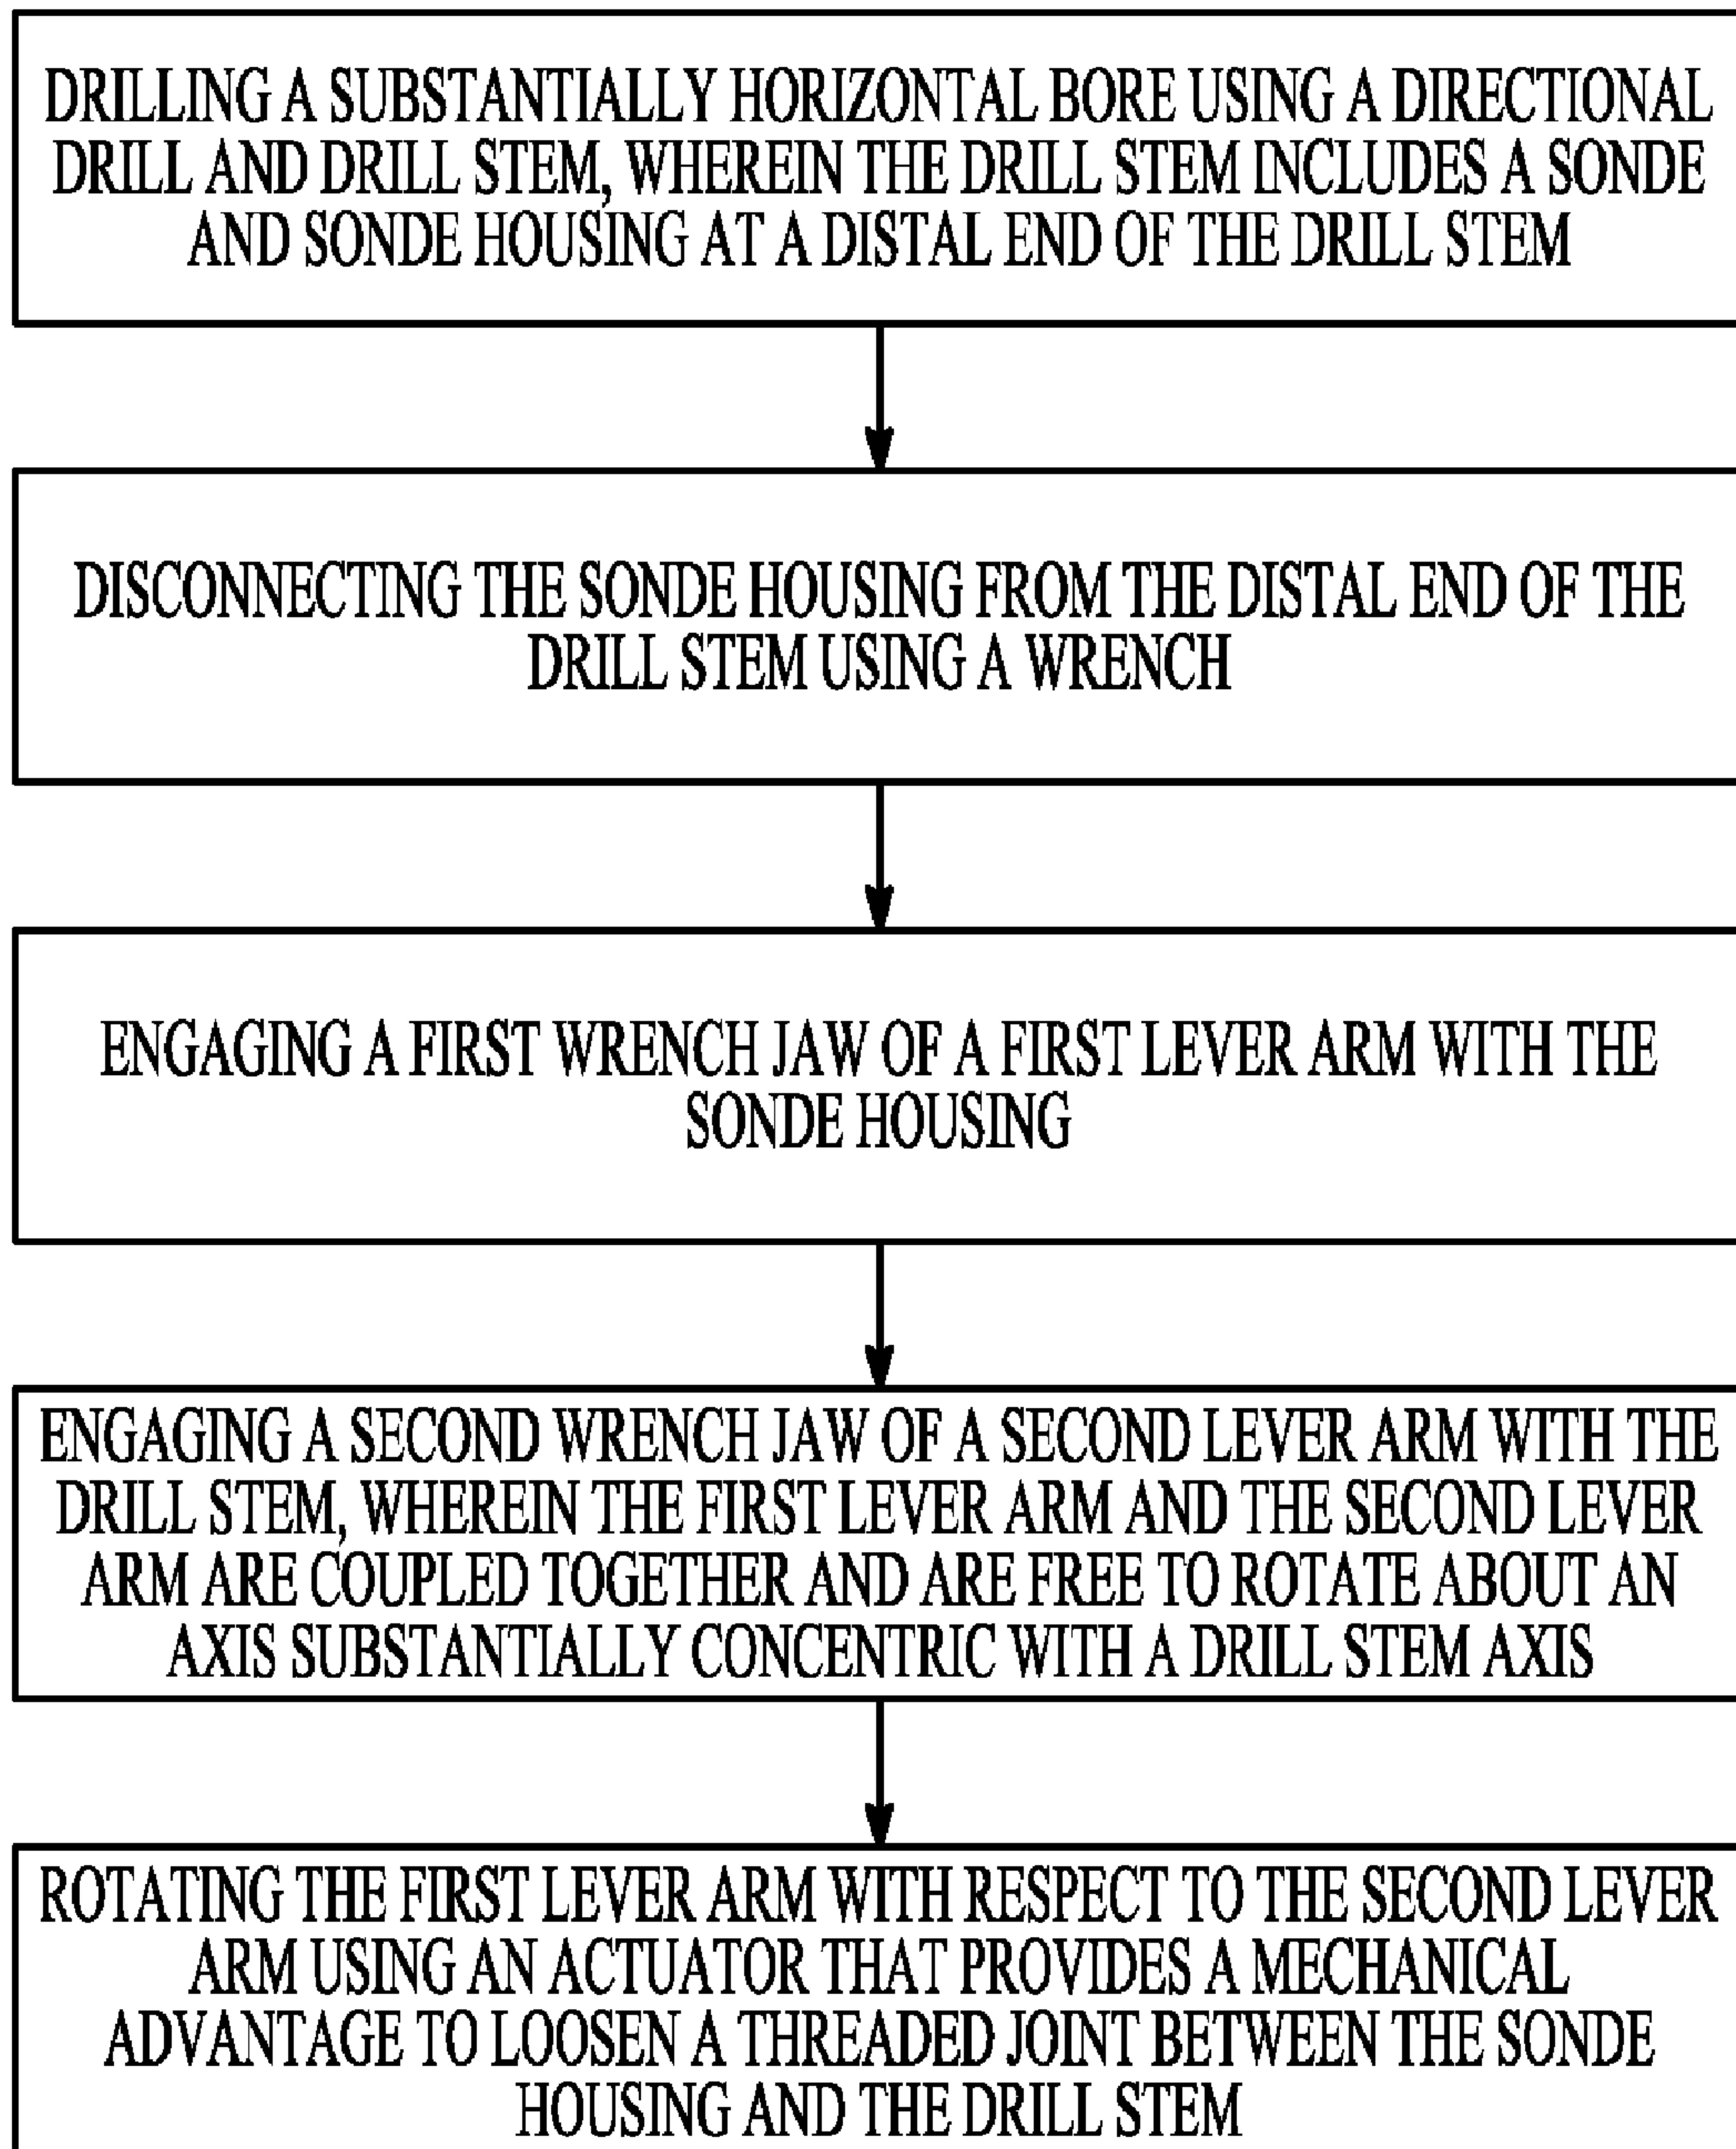 DRILLING A SUBSTANTIALLY HORIZONTAL BORE USING A DIRECTIONAL
DRILL AND DRILL STEM, WHEREIN THE DRILL STEM INCLUDES A SONDE
AND SONDE HOUSING AT A DISTAL END OF THE DRILL STEM
DISCONNECTING THE SONDE HOUSING FROM THE DISTAL END OF THE
DRILL STEM USING A WRENCH
ENGAGING A FIRST WRENCH JAW OF A FIRST LEVER ARM WITH THE
SONDE HOUSING
ENGAGING A SECOND WRENCH JAW OF A SECOND LEVER ARM WITH THE
DRILL STEM, WHEREIN THE FIRST LEVER ARM AND THE SECOND LEVER
ARM ARE COUPLED TOGETHER AND ARE FREE TO ROTATE ABOUT AN
AXIS SUBSTANTIALLY CONCENTRIC WITH A DRILL STEM AXIS
ROTATING THE FIRST LEVER ARM WITH RESPECT TO THE SECOND LEVER
ARM USING AN ACTUATOR THAT PROVIDES A MECHANICAL
ADVANTAGE TO LOOSEN A THREADED JOINT BETWEEN THE SONDE
HOUSING AND THE DRILL STEM